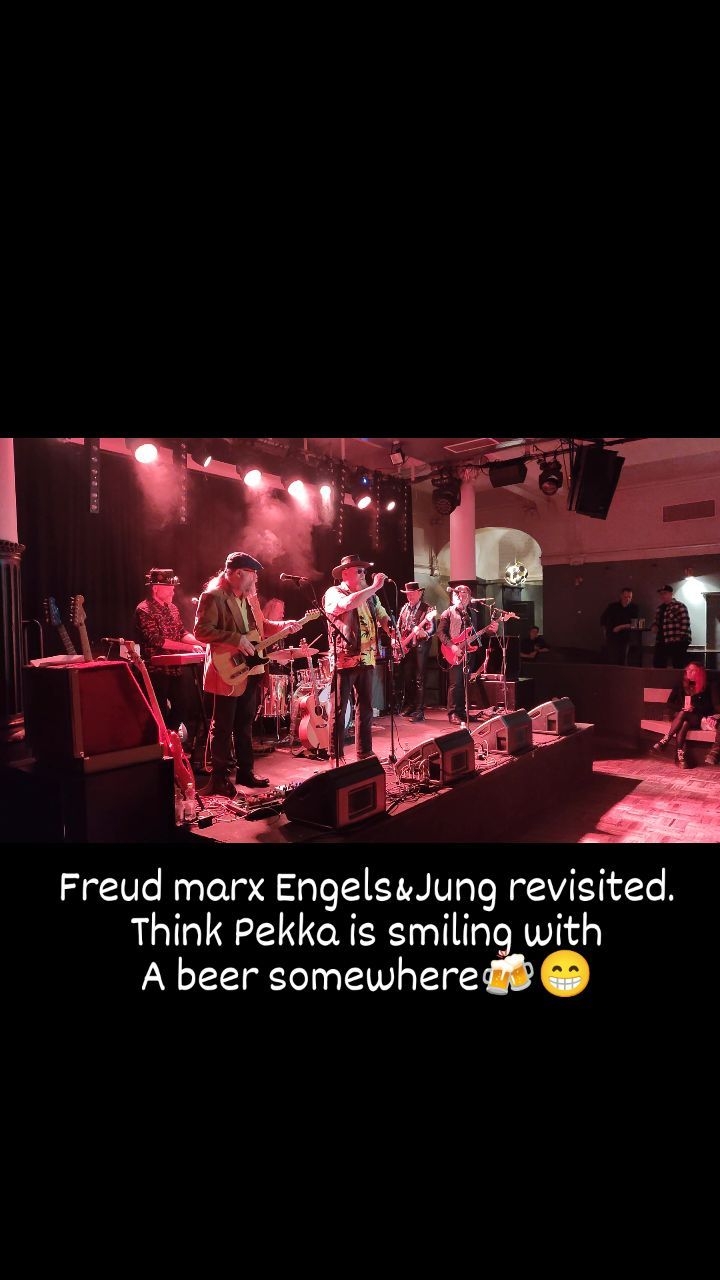 Freud marx Engels&Jung revisited.
Think Pekka is smiling with
A beer somewhere🍻😁